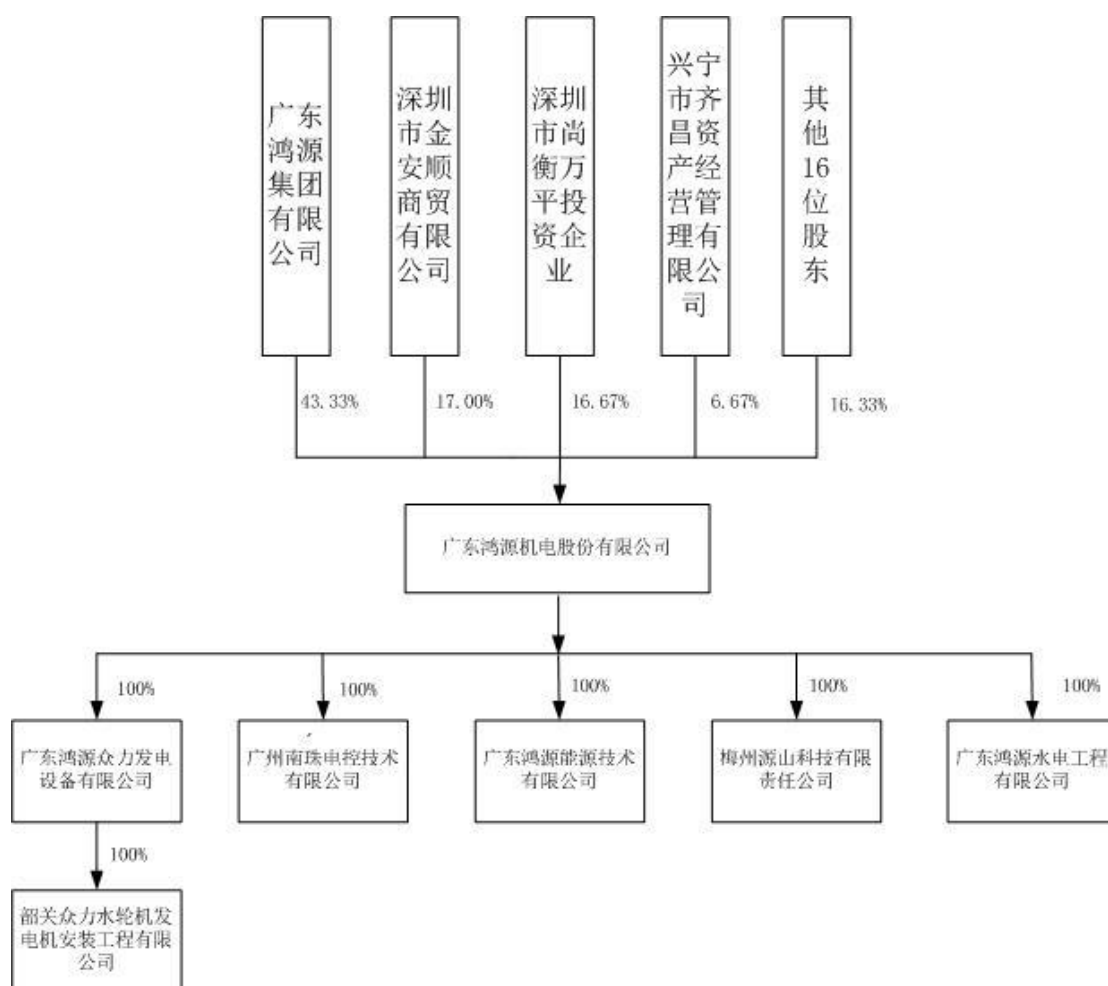 广东
鸿源
集团
有限
公司
深圳
市金
安顺
商贸
有限
公司
深圳
市尚
衡万
平投
资企
业
兴宁
市齐
昌资
产经
营管
理有
限公
司
其
他
16
位
股
东
43.33%
17.00%
16.67%
6.67%
16.33%
广东鸿源机电股份有限公司
100%
100%
100%
100%
100%
广东鸿源众力发电
设备有限公司
广州南珠电控技术
有限公司
广东鸿源能源技术
有限公司
梅州源山科技有限
责任公司
广东鸿源水电工程
有限公司
100%
韶关众力水轮机发
电机安装工程有限
公司